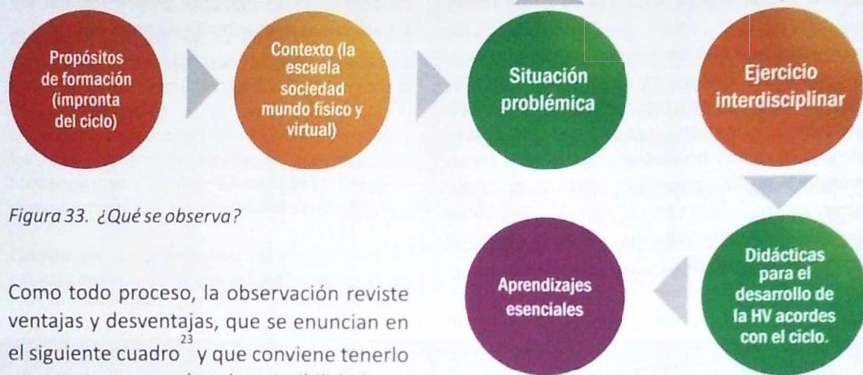 Propósitos
de formación
(impronta
del ciclo)
Contexto (la
escuela
sociedad
mundo físico y
virtual)
Situación
problémica
Ejercicio
interdisciplinar
Didácticas
para el
desarrollo de
la HV acordes
con el ciclo.
Aprendizajes
esenciales
Figura 33. ¿Qué se observa?
Como todo proceso, la observación reviste
ventajas y desventajas, que se enuncian en
el siguiente cuadro 23 y que conviene tenerlo